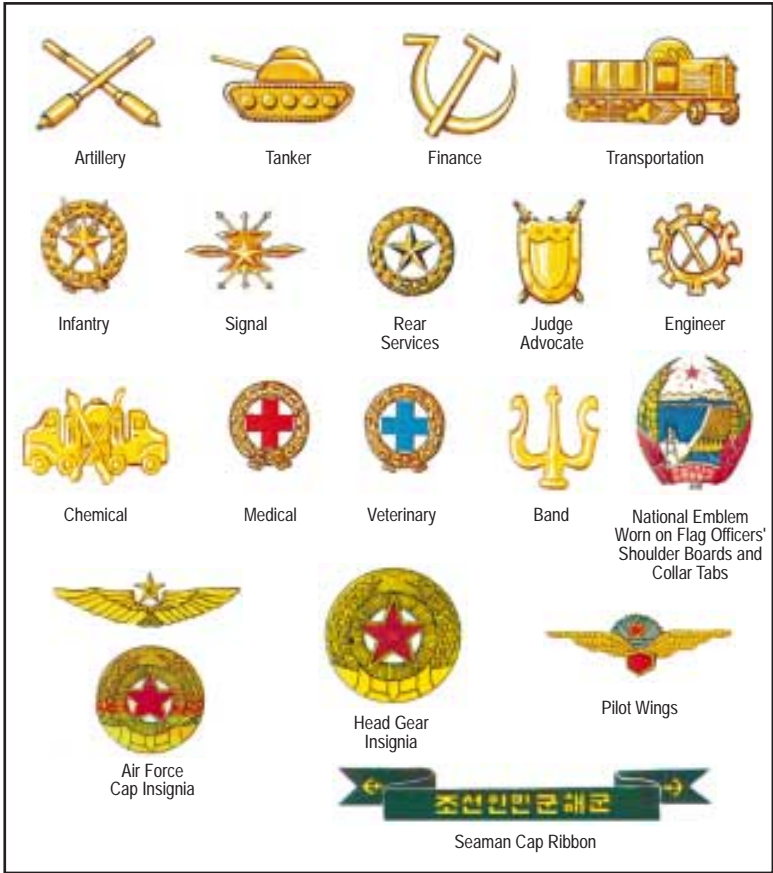 Artillery
Tanker
Finance
Transportation
Infantry
Signal
Rear
Services
Judge
Advocate
Engineer
Chemical
Medical
Veterinary
Band
National Emblem
Worn on Flag Officers'
Shoulder Boards and
Collar Tabs
Air Force
Cap Insignia
Head Gear
Insignia
Pilot Wings
조선인민군해군
Seaman Cap Ribbon